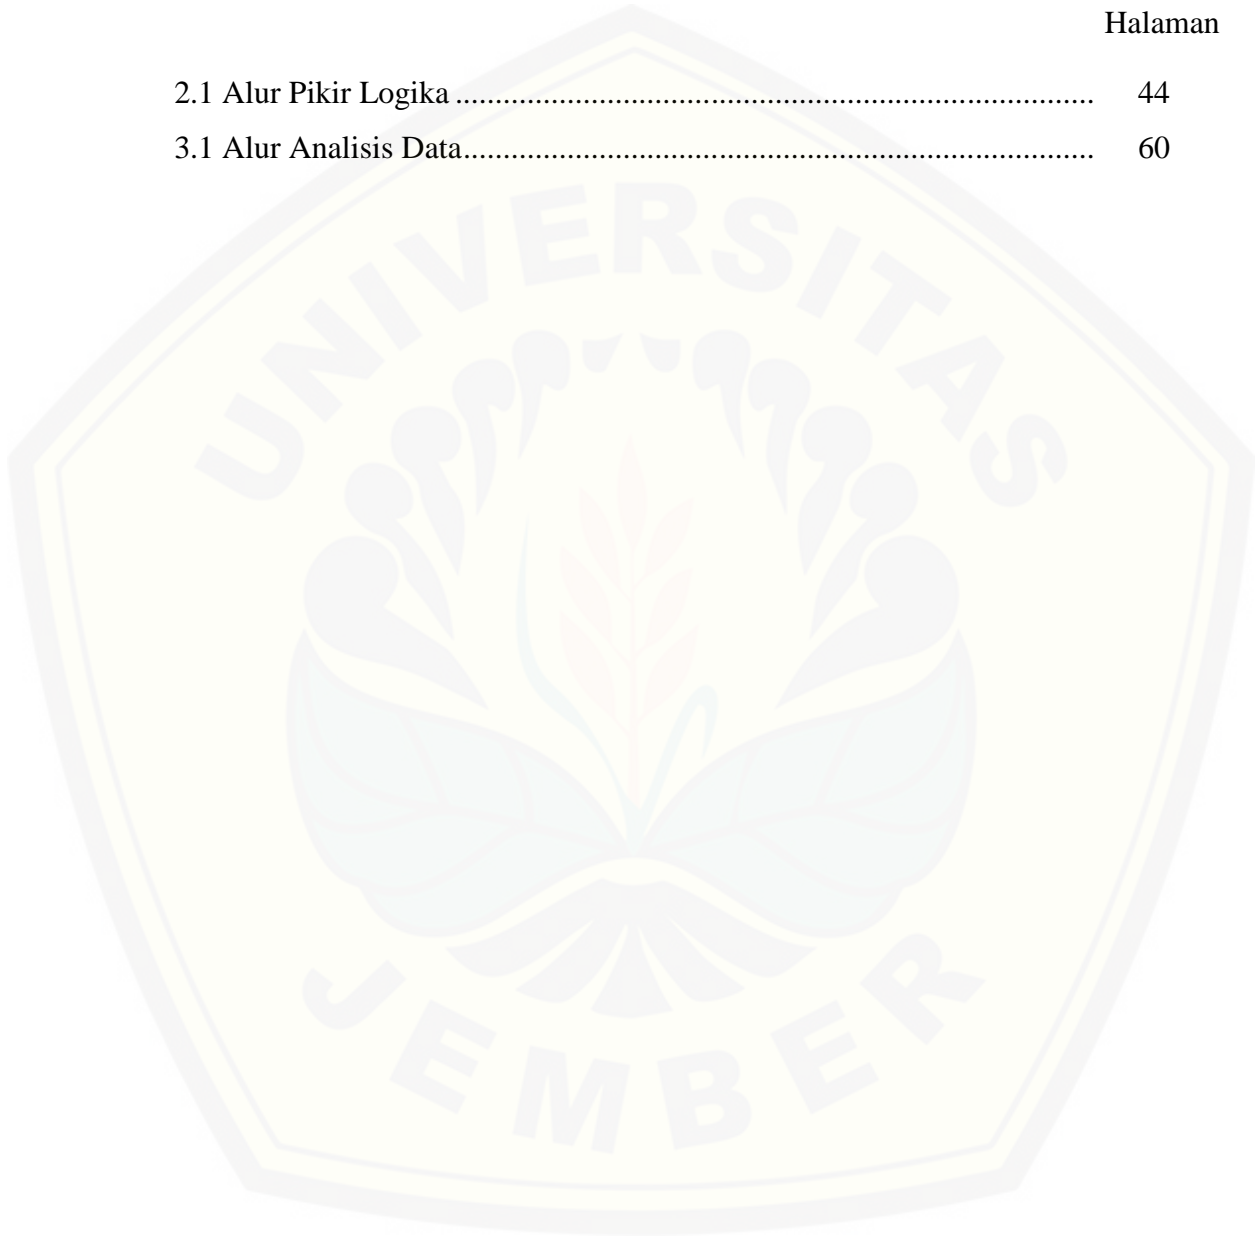 Halaman
2.1 Alur Pikir Logika ................................................................................ 44
3.1 Alur Analisis Data............................................................................... 60
UNIVERSITAS
JEMBER